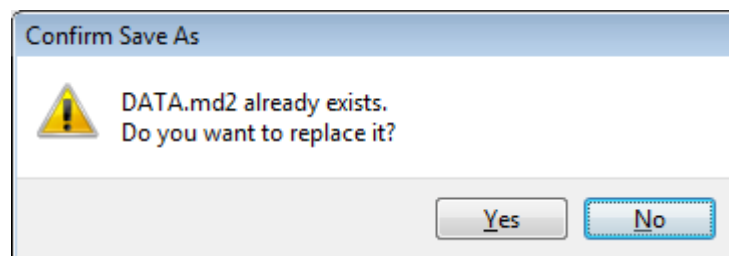 Confirm Save As
DATA.md2 already exists.
Do you want to replace it?
Yes
No